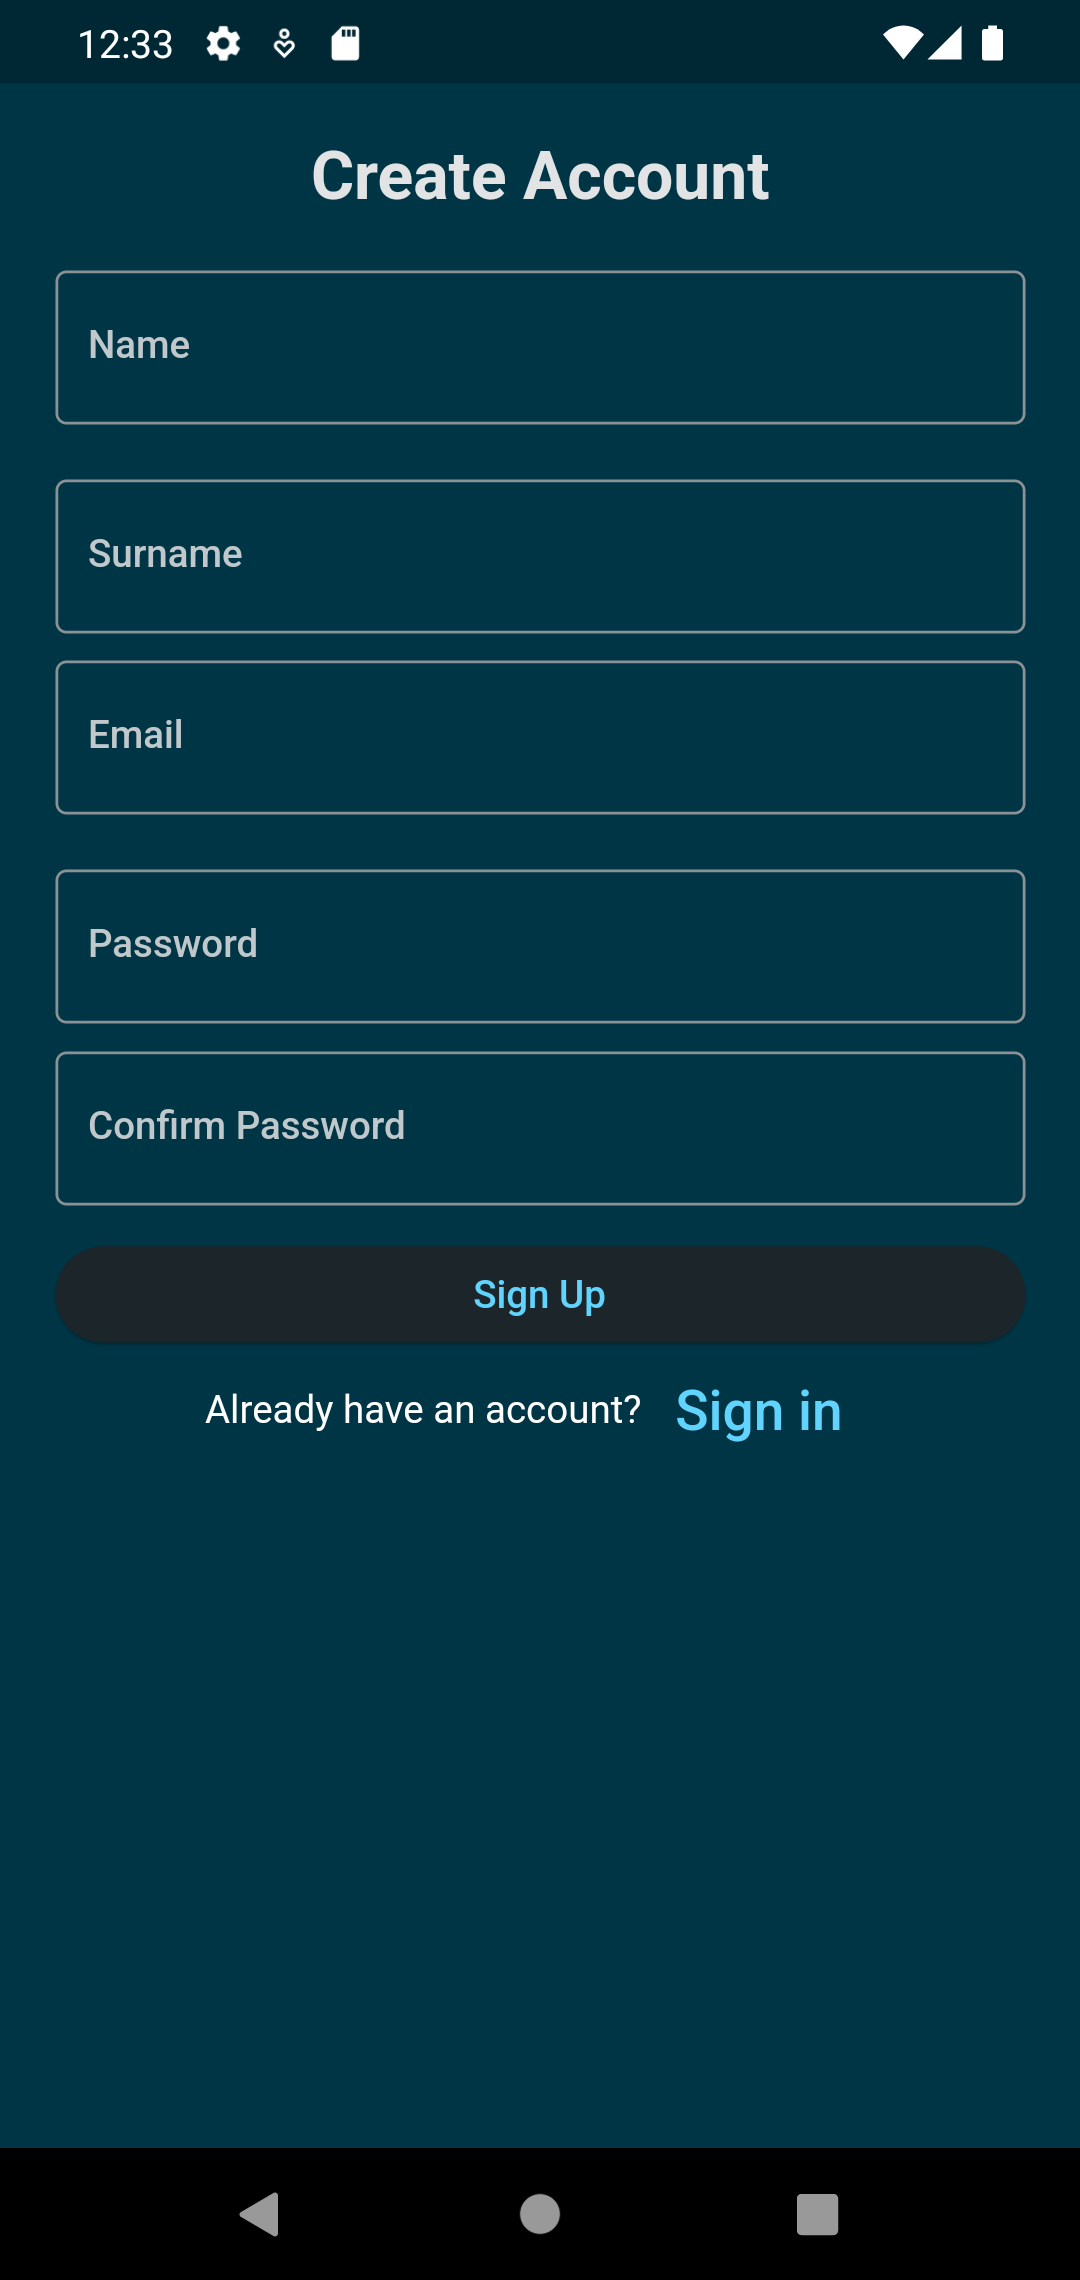 12:33
Create Account
Name
Surname
Email
Password
Confirm Password
Sign Up
Already have an account? Sign in